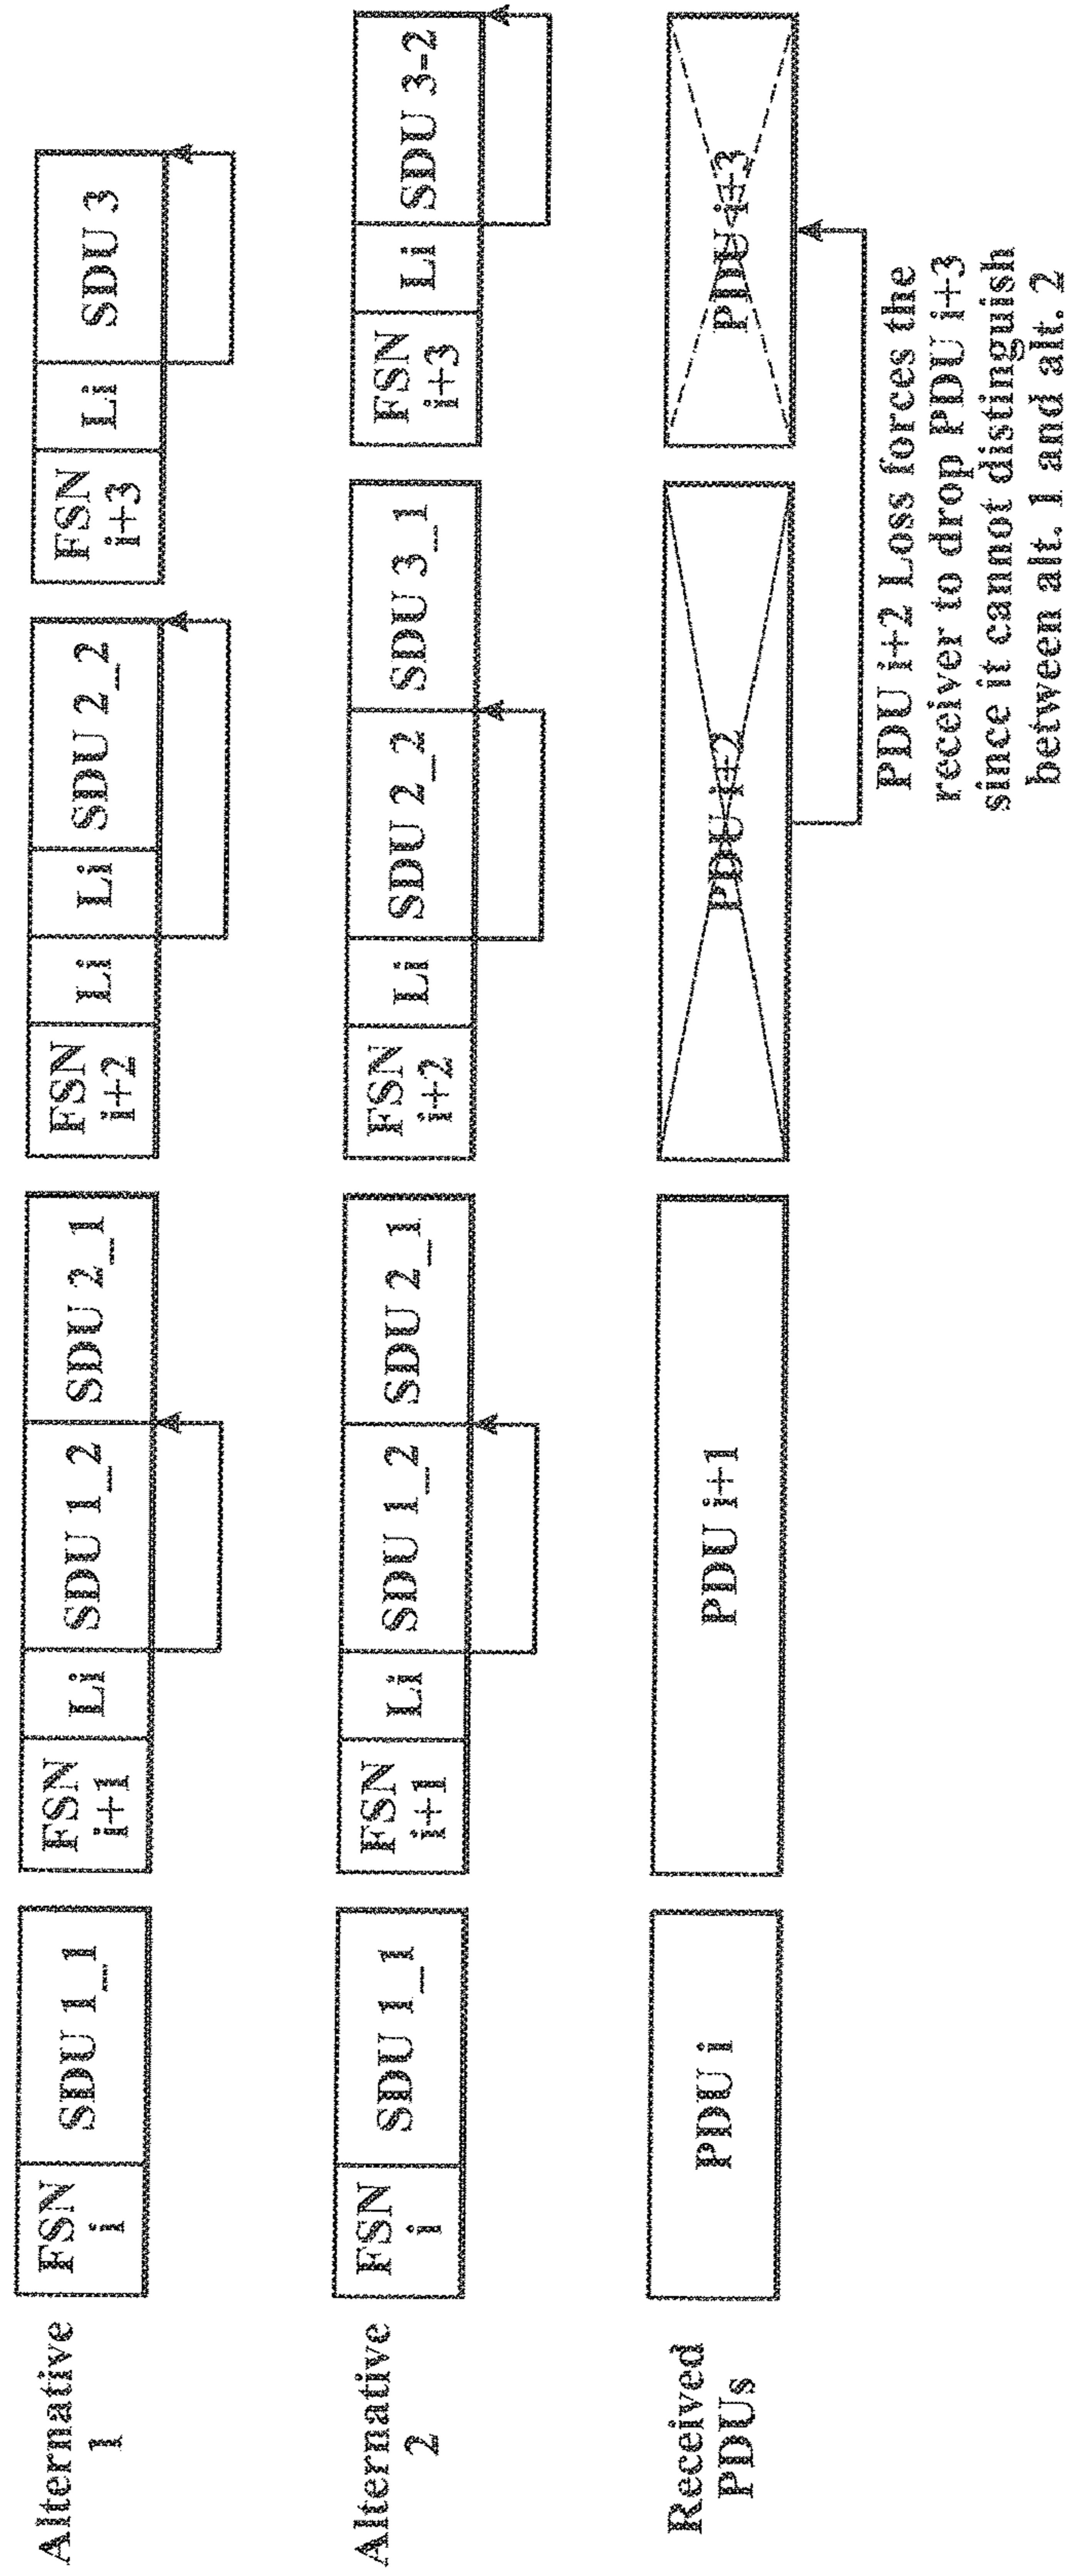 Alternative
1
FSN
i
SDU 1_1
FSN
i+1
Li
SDU 1_2
SDU 2_1
FSN
i+2
Li
Li
SDU 2_2
FSN
i+3
Li
SDU 3
Alternative
2
FSN
i
SDU 1_1
FSN
i+1
Li
SDU 1_2
SDU 2_1
FSN
i+2
Li
SDU 2_2
SDU 3_1
FSN
i+3
Li
SDU 3-2
Received
PDUs
PDU i
PDU i+1
PDU i+2
PDU i+3
PDU i+2 Loss forces the
receiver to drop PDU i+3
since it cannot distinguish
between alt. 1 and alt. 2